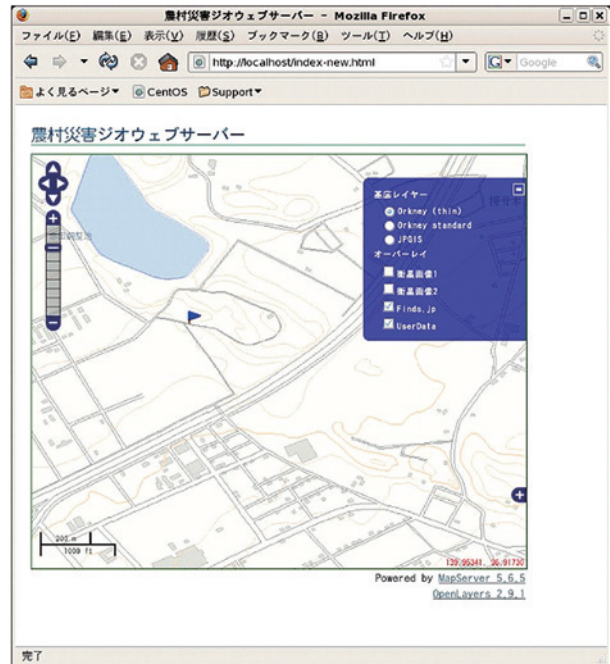 農村災害ジオウェブサーバー - Mozilla Firefox
ファイル(F) 編集(E) 表示(V) 履歴(S) ブックマーク(B) ツール(T) ヘルプ(H)
http://localhost/index-new.html
Google
よく見るページ CentOS Support
農村災害ジオウェブサーバー
基図レイヤー
Orkney (thin)
Orkney standard
JPGIS
オーバーレイ
衛星画像1
衛星画像2
Finds.jp
UserData
200 m
1000 ft
Powered by MapServer 5.6.5
OpenLayers 2.9.1
完了